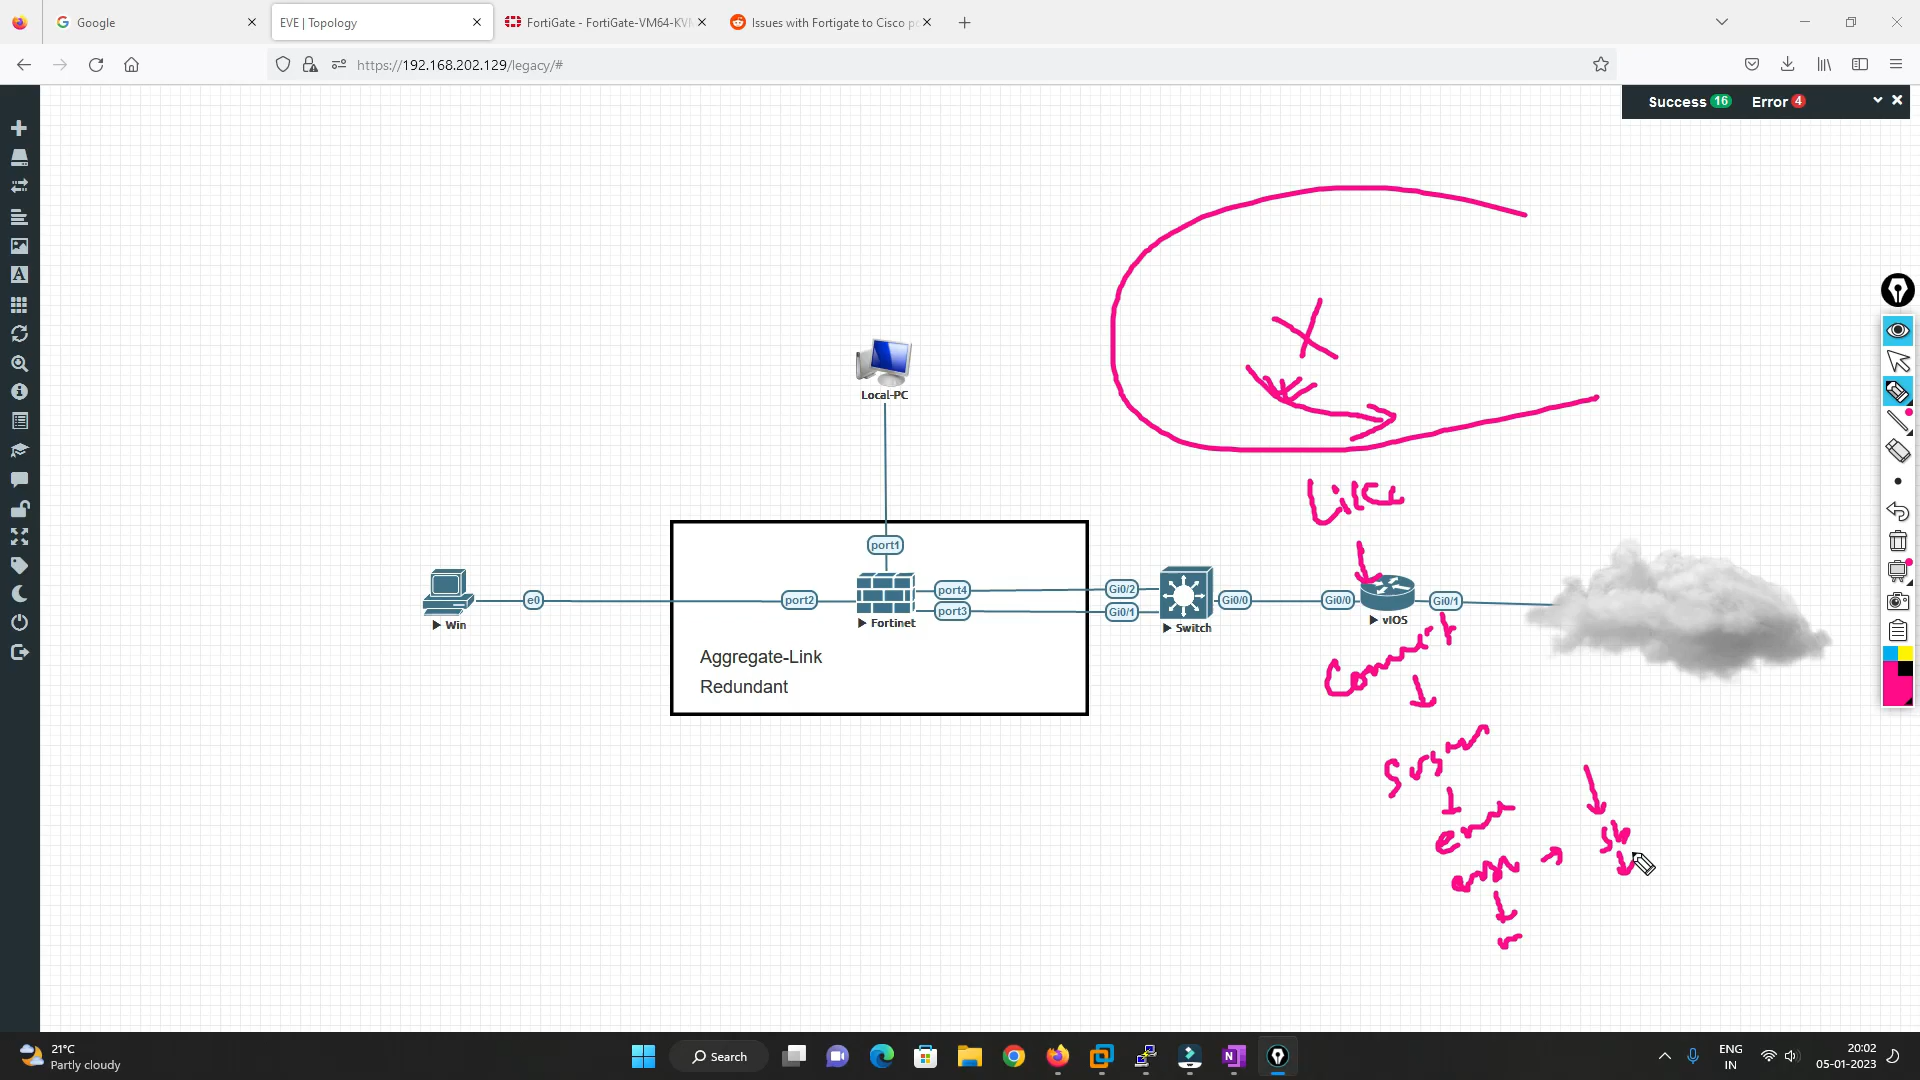 Google
EVE | Topology
FortiGate - FortiGate-VM64-KVM
Issues with Fortigate to Cisco po
https://192.168.202.129/legacy/#
Success 16 Error 4
Local-PC
Like
port1
e0
port2
port4
port3
Gi0/2
Gi0/1
Gi0/0
Gi0/0
Gi0/1
Win
Fortinet
Switch
vIOS
Aggregate-Link
Redundant
21°C
Partly cloudy
Search
ENG
IN
20:02
05-01-2023